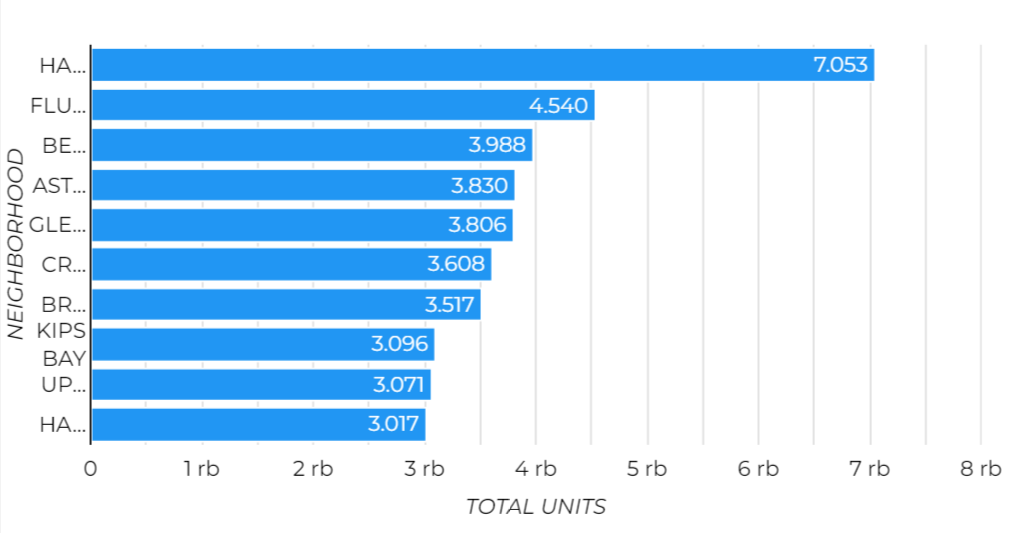 HA...
7.053
FLU...
4.540
BE...
3.988
AST...
3.830
GLE...
3.806
CR...
3.608
BR...
3.517
KIPS
BAY
3.096
UP...
3.071
HA...
3.017
NEIGHBORHOOD
0 1 rb 2 rb 3 rb 4 rb 5 rb 6 rb 7 rb 8 rb
TOTAL UNITS